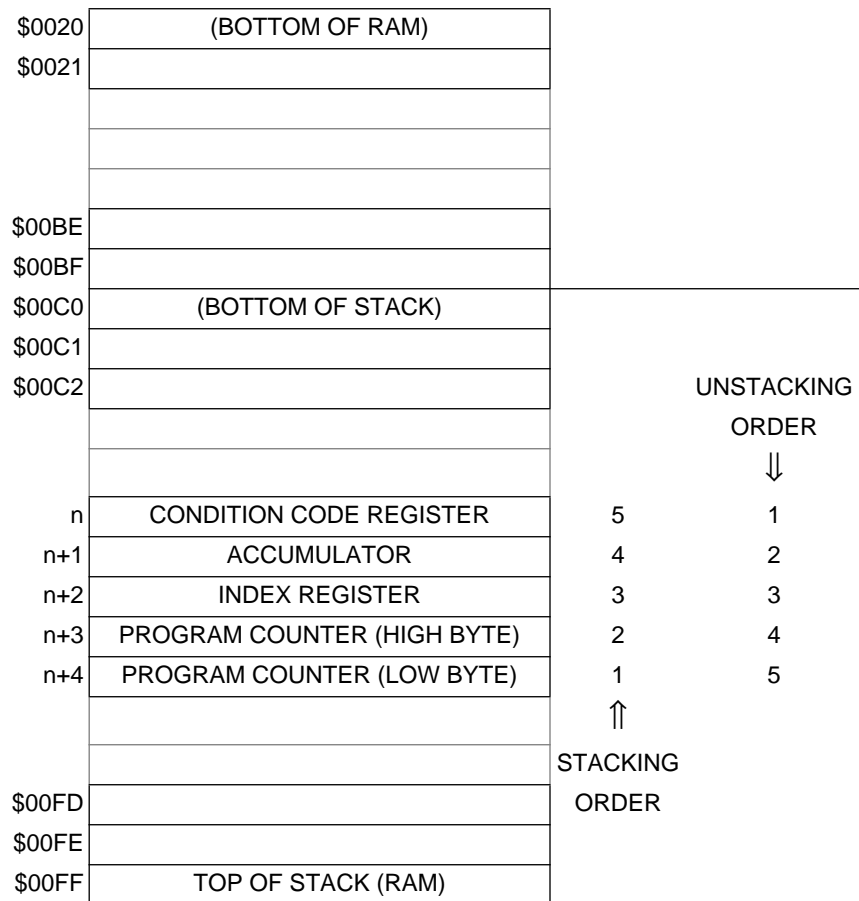 $0020 (BOTTOM OF RAM)
$0021
$00BE
$00BF
$00C0 (BOTTOM OF STACK)
$00C1
$00C2 UNSTACKING
ORDER
⇓
n CONDITION CODE REGISTER 5 1
n+1 ACCUMULATOR 4 2
n+2 INDEX REGISTER 3 3
n+3 PROGRAM COUNTER (HIGH BYTE) 2 4
n+4 PROGRAM COUNTER (LOW BYTE) 1 5
⇑
STACKING
$00FD ORDER
$00FE
$00FF TOP OF STACK (RAM)